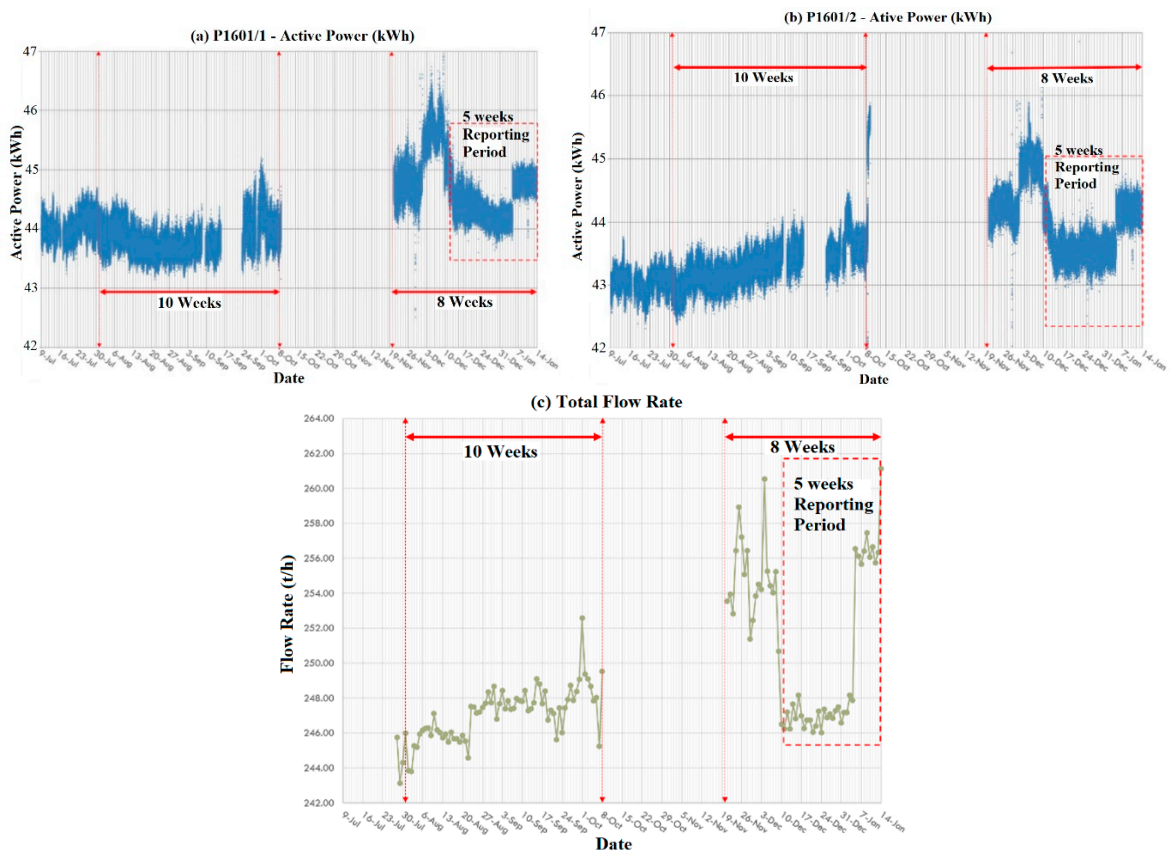 (a) P1601/1 - Active Power (kWh)
47
46
45
44
43
42
Active Power (kWh)
5 weeks
Reporting
Period
10 Weeks
8 Weeks
9-Jul
16-Jul
23-Jul
30-Jul
6-Aug
13-Aug
20-Aug
27-Aug
3-Sep
10-Sep
17-Sep
24-Sep
1-Oct
8-Oct
15-Oct
22-Oct
29-Oct
5-Nov
12-Nov
19-Nov
26-Nov
3-Dec
10-Dec
17-Dec
24-Dec
31-Dec
7-Jan
14-Jan
Date
(b) P1601/2 - Ative Power (kWh)
47
46
45
44
43
42
Active Power (kWh)
10 Weeks
8 Weeks
5 weeks
Reporting
Period
9-Jul
16-Jul
23-Jul
30-Jul
6-Aug
13-Aug
20-Aug
27-Aug
3-Sep
10-Sep
17-Sep
24-Sep
1-Oct
8-Oct
15-Oct
22-Oct
29-Oct
5-Nov
12-Nov
19-Nov
26-Nov
3-Dec
10-Dec
17-Dec
24-Dec
31-Dec
7-Jan
14-Jan
Date
(c) Total Flow Rate
264.00
262.00
260.00
258.00
256.00
254.00
252.00
250.00
248.00
246.00
244.00
242.00
Flow Rate (t/h)
10 Weeks
8 Weeks
5 weeks
Reporting
Period
9-Jul
16-Jul
23-Jul
30-Jul
6-Aug
13-Aug
20-Aug
27-Aug
3-Sep
10-Sep
17-Sep
24-Sep
1-Oct
8-Oct
15-Oct
22-Oct
29-Oct
5-Nov
12-Nov
19-Nov
26-Nov
3-Dec
10-Dec
17-Dec
24-Dec
31-Dec
7-Jan
14-Jan
Date